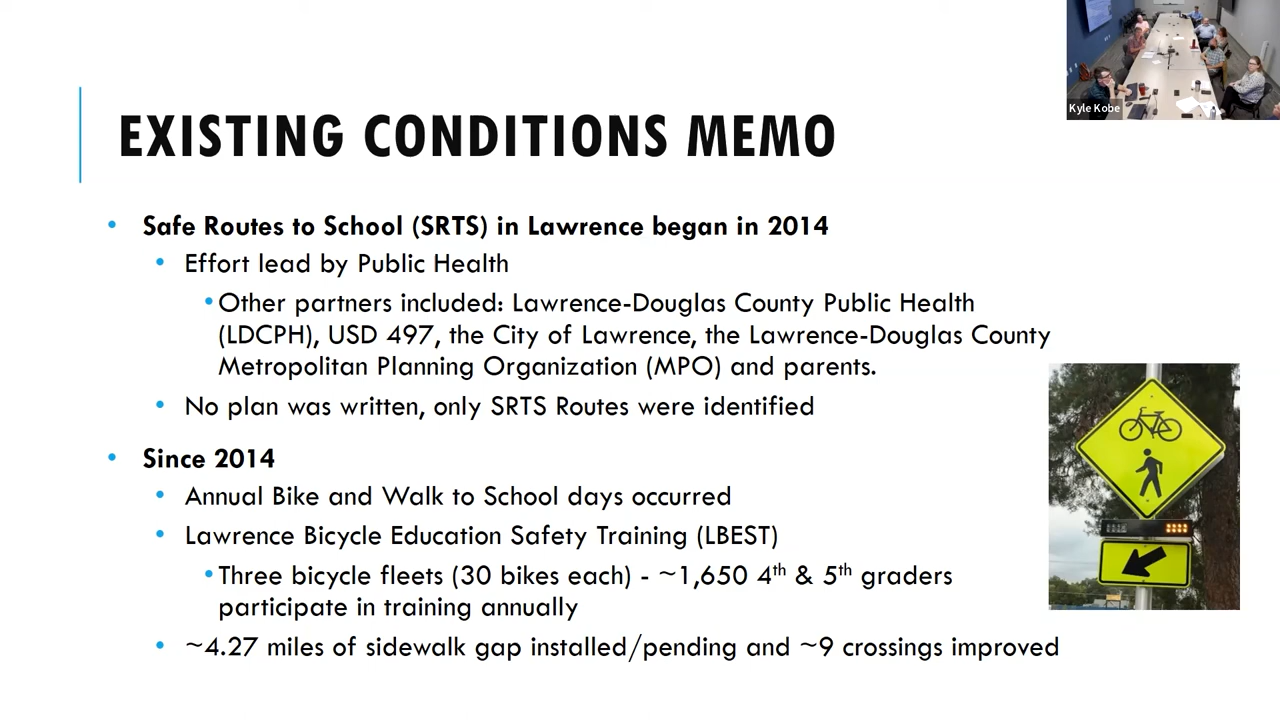 Kyle Kobe
EXISTING CONDITIONS MEMO
• Safe Routes to School (SRTS) in Lawrence began in 2014
• Effort lead by Public Health
• Other partners included: Lawrence-Douglas County Public Health
(LDCPH), USD 497, the City of Lawrence, the Lawrence-Douglas County
Metropolitan Planning Organization (MPO) and parents.
• No plan was written, only SRTS Routes were identified
• Since 2014
• Annual Bike and Walk to School days occurred
• Lawrence Bicycle Education Safety Training (LBEST)
• Three bicycle fleets (30 bikes each) - ~1,650 4th & 5th graders
participate in training annually
• ~4.27 miles of sidewalk gap installed/pending and ~9 crossings improved